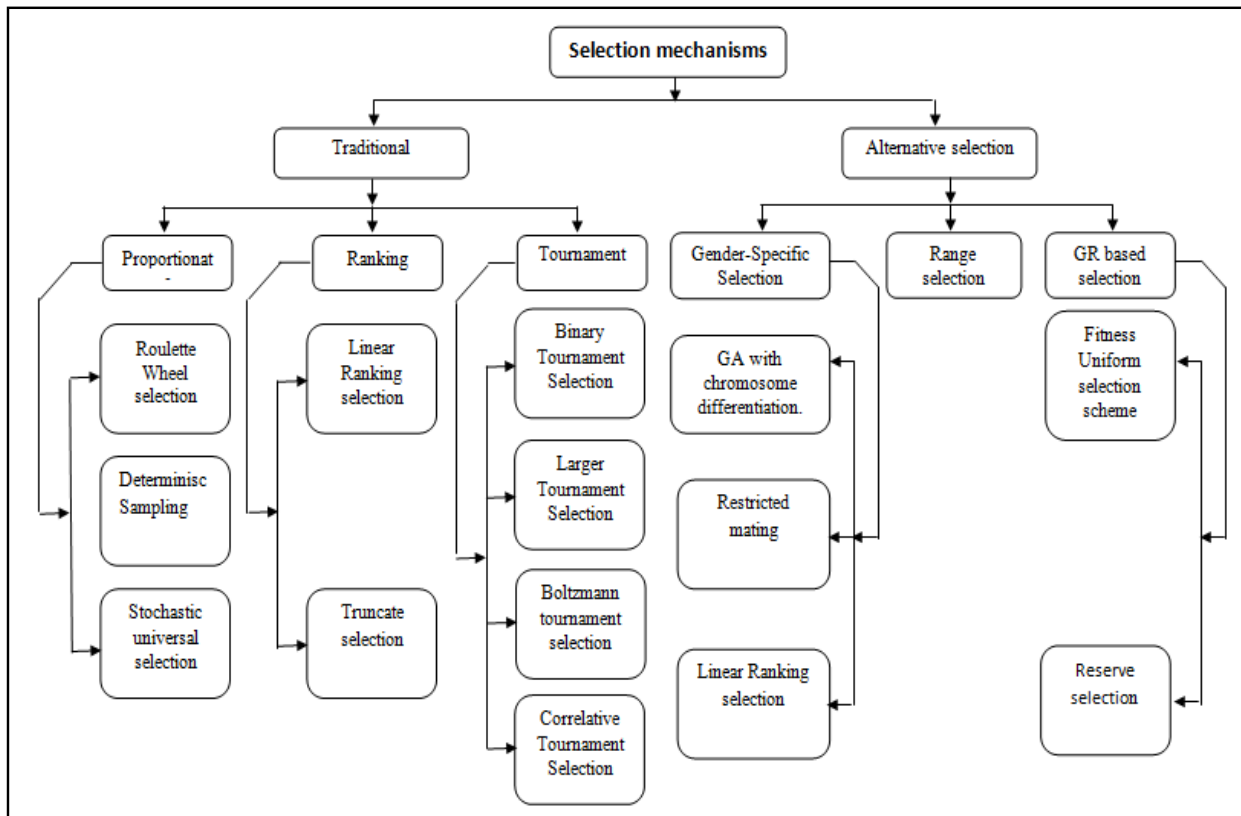 Selection mechanisms
Traditional
Alternative selection
Proportionat
-
Ranking
Tournament
Gender-Specific
Selection
Range
selection
GR based
selection
Roulette
Wheel
selection
Determinisc
Sampling
Stochastic
universal
selection
Linear
Ranking
selection
Truncate
selection
Binary
Tournament
Selection
Larger
Tournament
Selection
Boltzmann
tournament
selection
Correlative
Tournament
Selection
GA with
chromosome
differentiation.
Restricted
mating
Linear Ranking
selection
Fitness
Uniform
selection
scheme
Reserve
selection